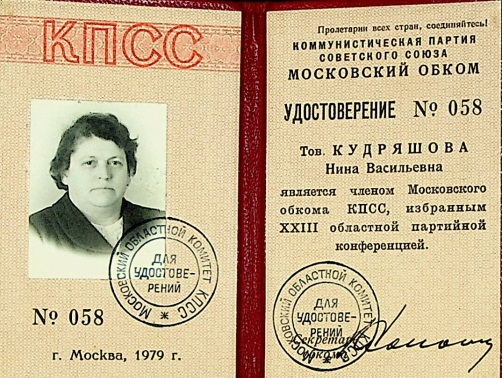 КПСС
МОСКОВСКИЙ ОБЛАСТНОЙ КОМИТЕТ КПСС
ДЛЯ
УДОСТОВЕ-
РЕНИЙ
№ 058
г. Москва, 1979 г.
Пролетарии всех стран, соединяйтесь!
КОММУНИСТИЧЕСКАЯ ПАРТИЯ
СОВЕТСКОГО СОЮЗА
МОСКОВСКИЙ ОБКОМ
УДОСТОВЕРЕНИЕ № 058
Тов. КУДРЯШОВА
Нина Васильевна
является членом Московского
обкома КПСС, избранным
XXIII областной партийной
конференцией.
МОСКОВСКИЙ ОБЛАСТНОЙ КОМИТЕТ КПСС
ДЛЯ
УДОСТОВЕ-
РЕНИЙ
Секретарь
обкома